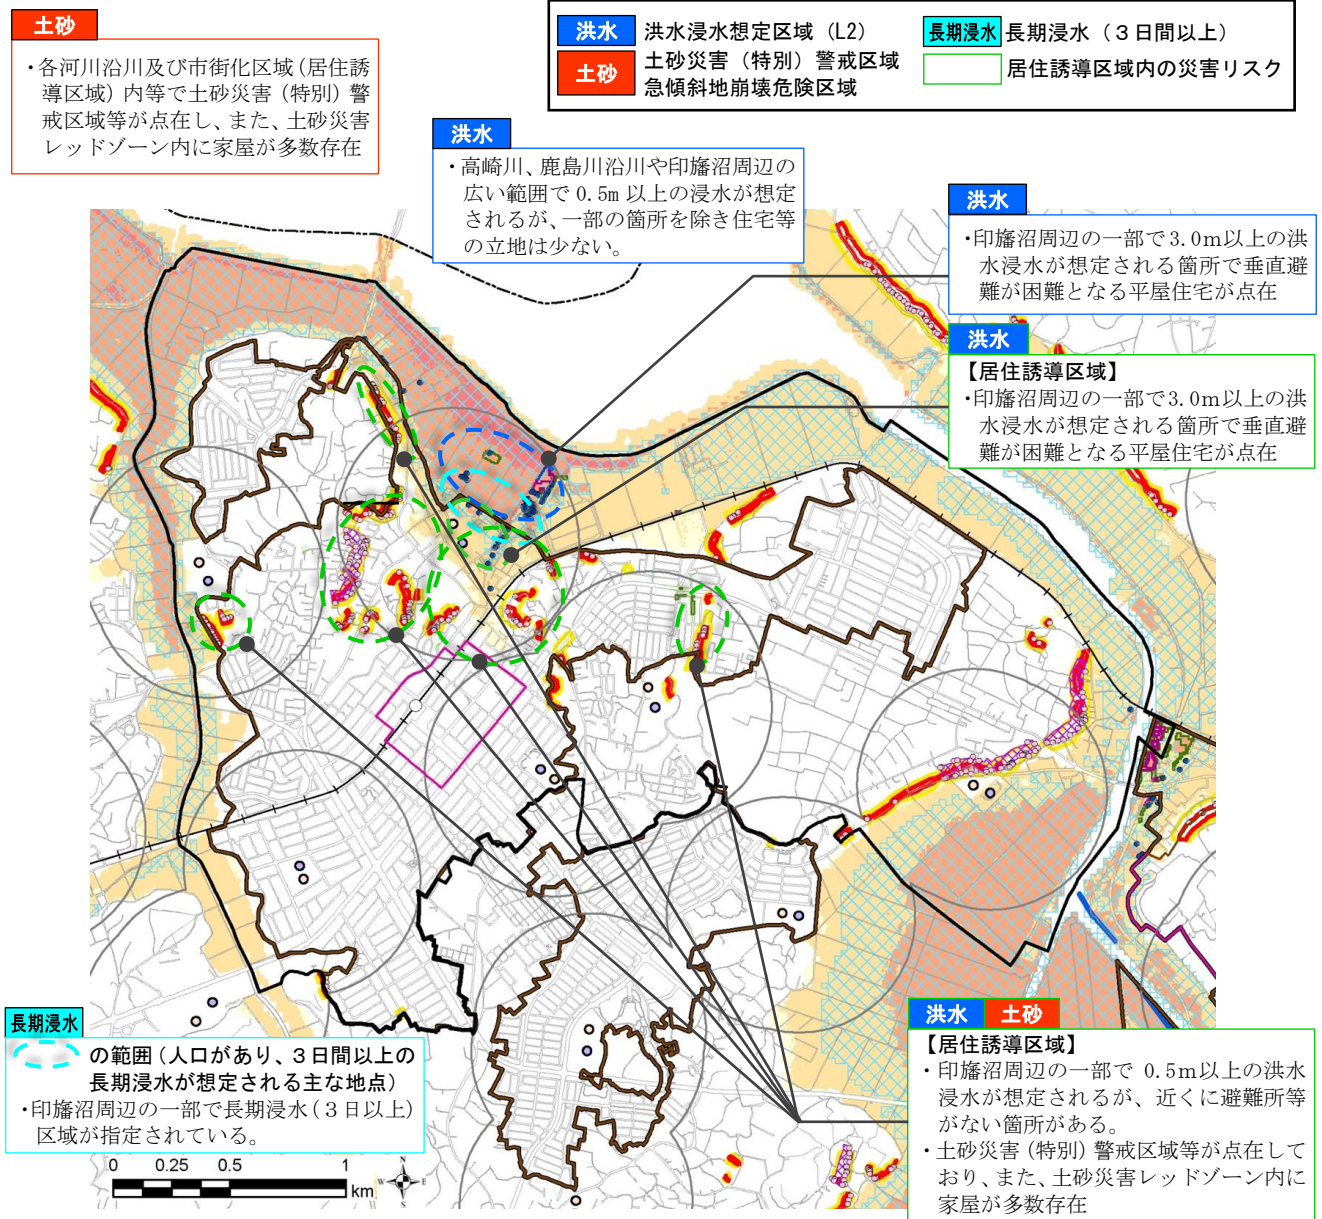 土砂
・各河川沿川及び市街化区域(居住誘
導区域)内等で土砂災害(特別)警
戒区域等が点在し、また、土砂災害
レッドゾーン内に家屋が多数存在
洪水 洪水浸水想定区域（L2）
土砂 土砂災害（特別）警戒区域
急傾斜地崩壊危険区域
長期浸水 長期浸水（３日間以上）
居住誘導区域内の災害リスク
洪水
・高崎川、鹿島川沿川や印旛沼周辺の
広い範囲で 0.5m 以上の浸水が想定
されるが、一部の箇所を除き住宅等
の立地は少ない。
洪水
・印旛沼周辺の一部で3.0m以上の洪
水浸水が想定される箇所で垂直避
難が困難となる平屋住宅が点在
洪水
【居住誘導区域】
・印旛沼周辺の一部で3.0m以上の洪
水浸水が想定される箇所で垂直避
難が困難となる平屋住宅が点在
長期浸水
の範囲(人口があり、３日間以上の
長期浸水が想定される主な地点)
・印旛沼周辺の一部で長期浸水(３日以上)
区域が指定されている。
0 0.25 0.5 1
km
N
W E
S
洪水 土砂
【居住誘導区域】
・印旛沼周辺の一部で 0.5m以上の洪水
浸水が想定されるが、近くに避難所等
がない箇所がある。
・土砂災害(特別)警戒区域等が点在して
おり、また、土砂災害レッドゾーン内に
家屋が多数存在